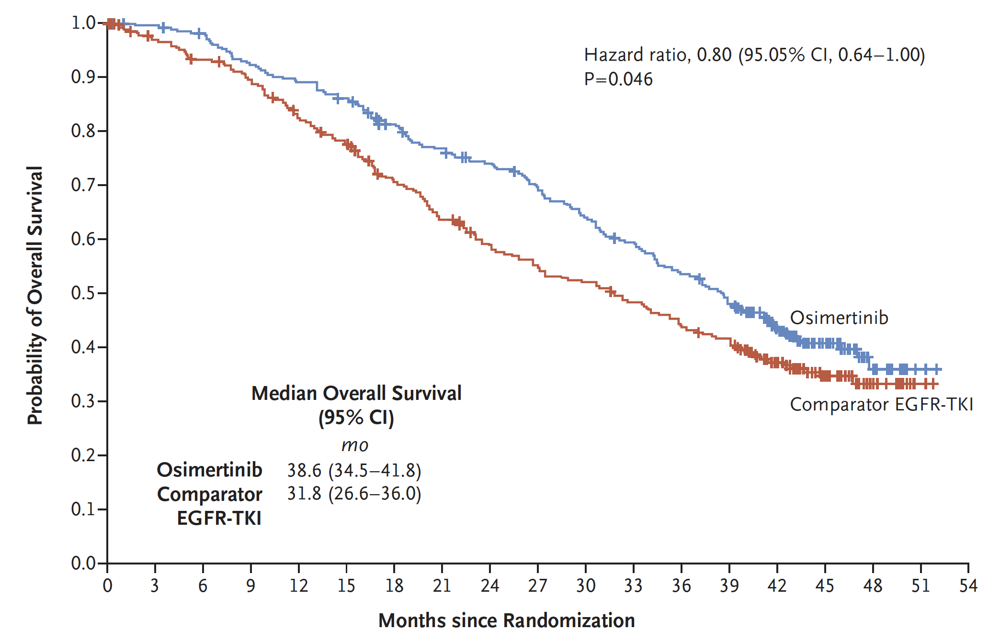 1.0
0.9
0.8
0.7
0.6
0.5
0.4
0.3
0.2
0.1
0.0
Probability of Overall Survival
Hazard ratio, 0.80 (95.05% CI, 0.64–1.00)
P=0.046
Osimertinib
Comparator EGFR-TKI
Median Overall Survival
(95% CI)
mo
Osimertinib 38.6 (34.5–41.8)
Comparator 31.8 (26.6–36.0)
EGFR-TKI
0 3 6 9 12 15 18 21 24 27 30 33 36 39 42 45 48 51 54
Months since Randomization